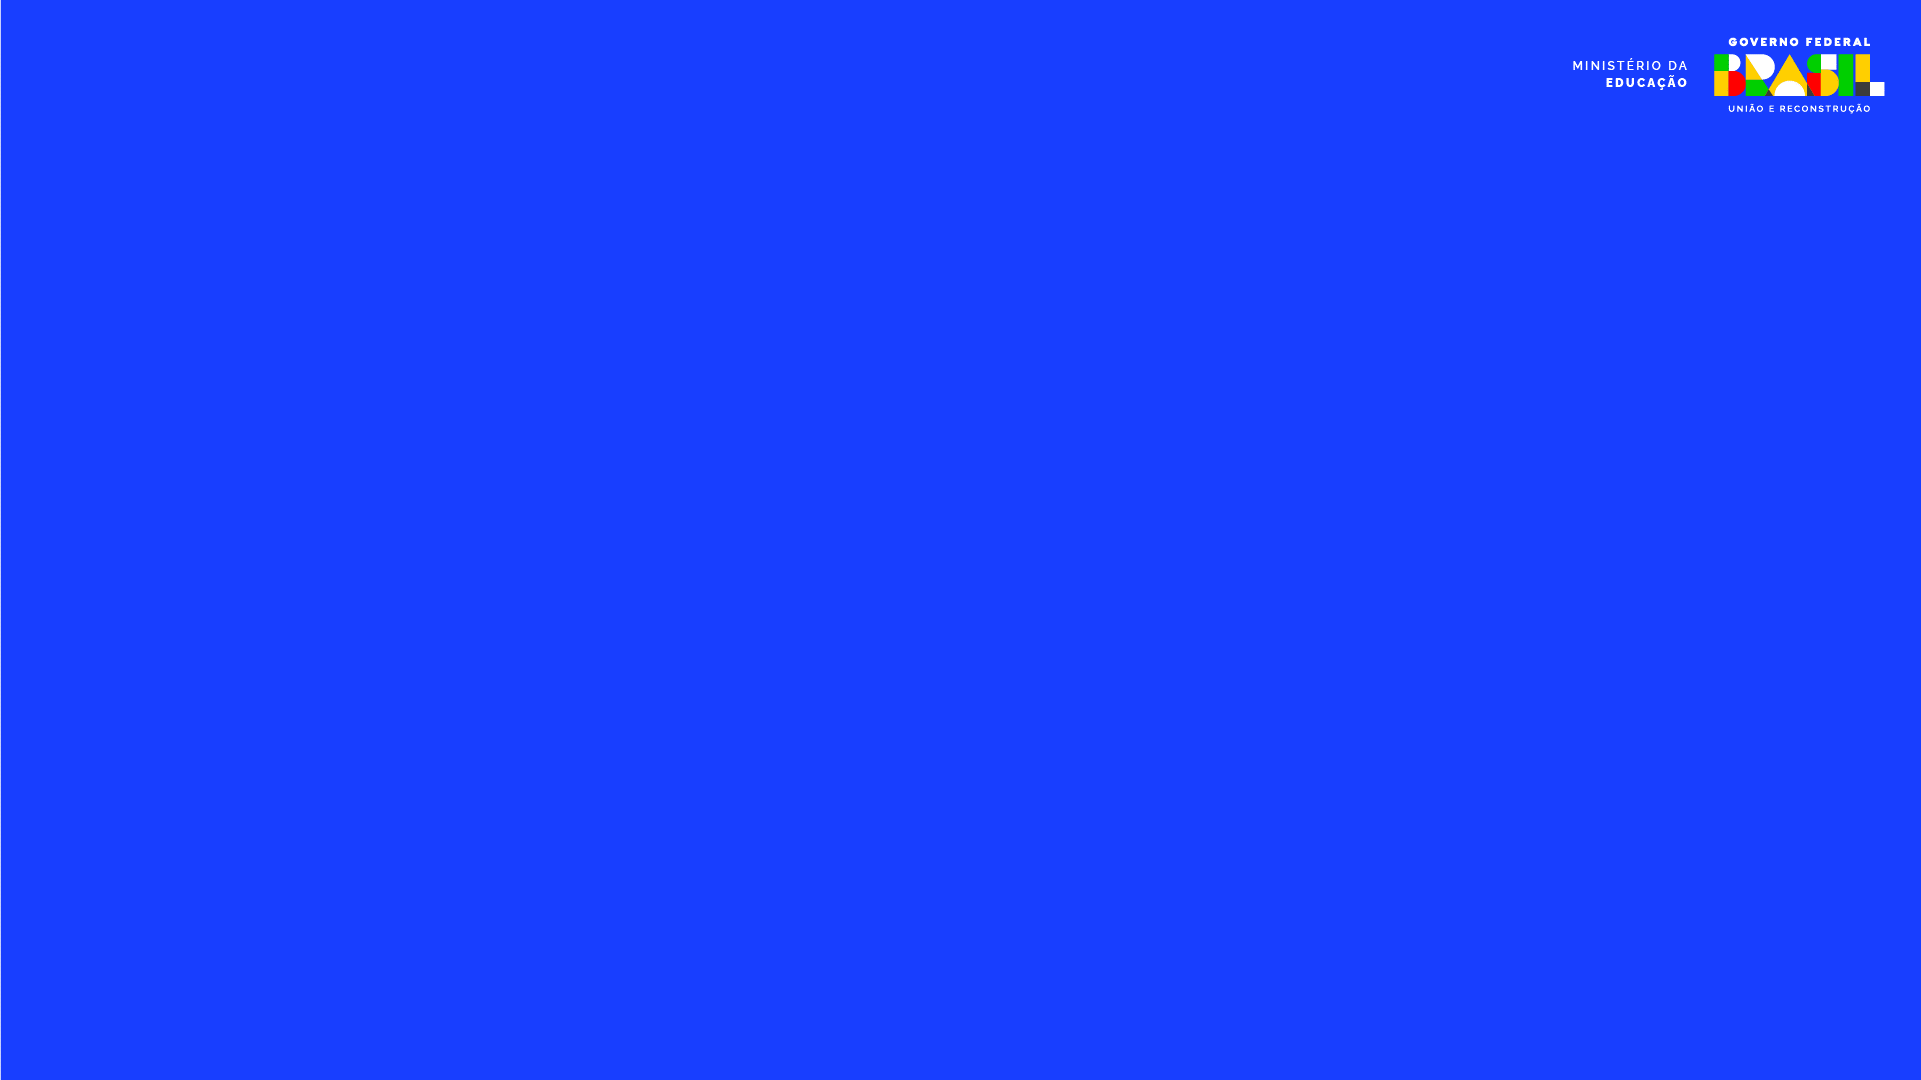 MINISTÉRIO DA
EDUCAÇÃO
GOVERNO FEDERAL
BRASIL
UNIÃO E RECONSTRUÇÃO